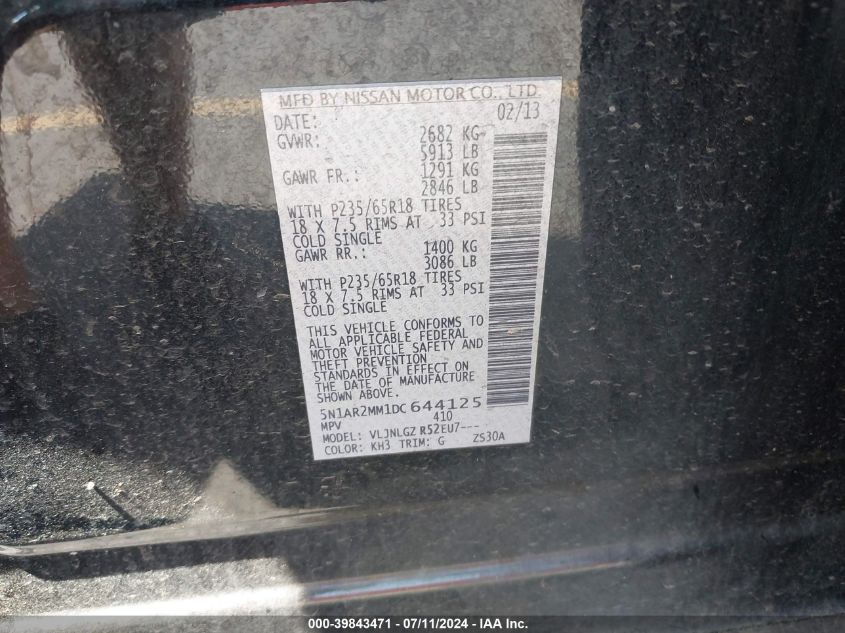 MFD BY NISSAN MOTOR CO., LTD
DATE: 02/13
GVWR: 2682 KG
5913 LB
GAWR FR.: 1291 KG
2846 LB
WITH P235/65R18 TIRES
18 X 7.5 RIMS AT 33 PSI
COLD SINGLE
GAWR RR.: 1400 KG
3086 LB
WITH P235/65R18 TIRES
18 X 7.5 RIMS AT 33 PSI
COLD SINGLE
THIS VEHICLE CONFORMS TO
ALL APPLICABLE FEDERAL
MOTOR VEHICLE SAFETY AND
THEFT PREVENTION
STANDARDS IN EFFECT ON
THE DATE OF MANUFACTURE
SHOWN ABOVE.
5N1AR2MM1DC644125
MPV 410
MODEL: VLJNLGZ R52EU7---
COLOR: KH3 TRIM: G ZS30A
000-39843471 - 07/11/2024 - IAA Inc.